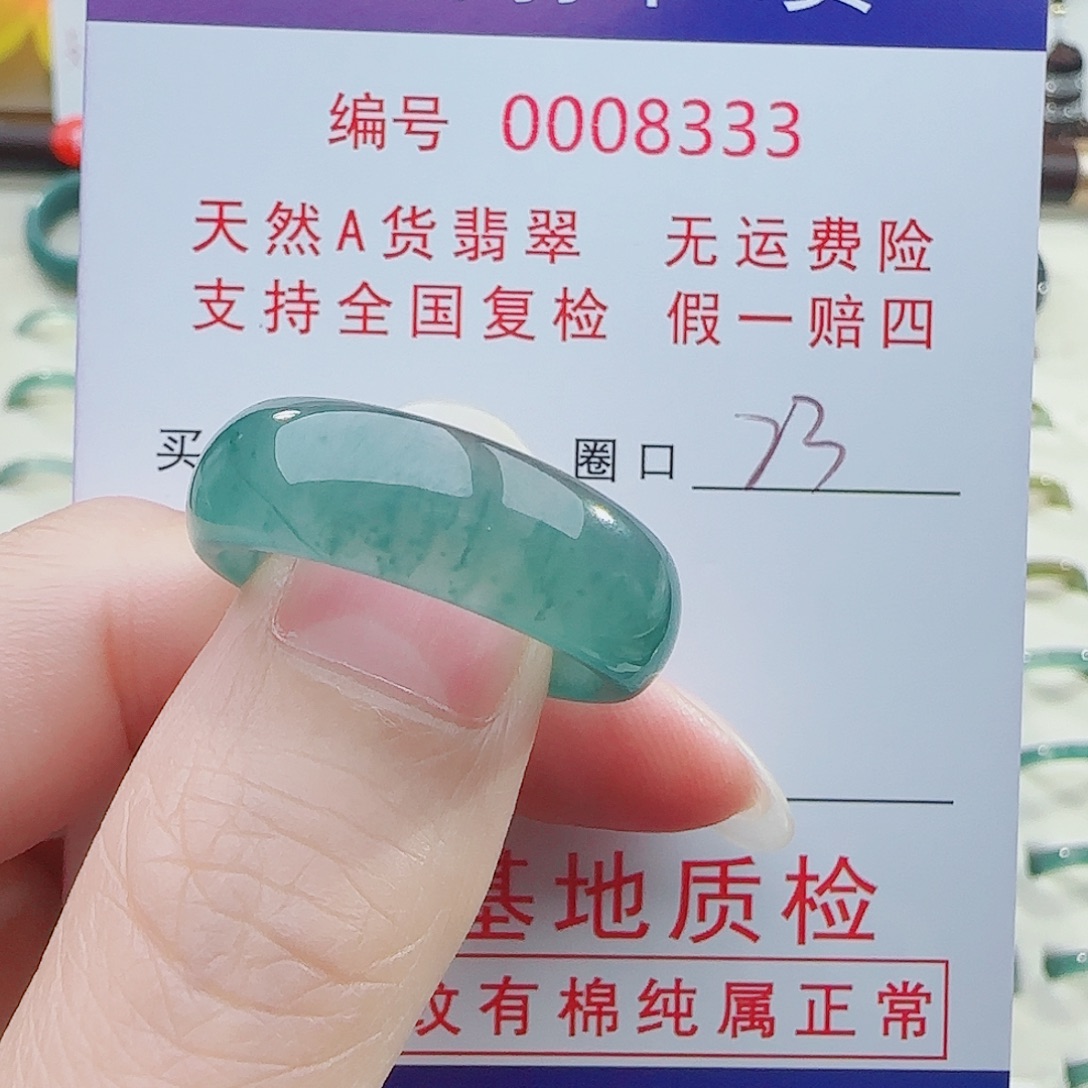 编号 0008333
天然A货翡翠 无运费险
支持全国复检 假一赔四
买 圈口 23
基地质检
纹有棉纯属正常